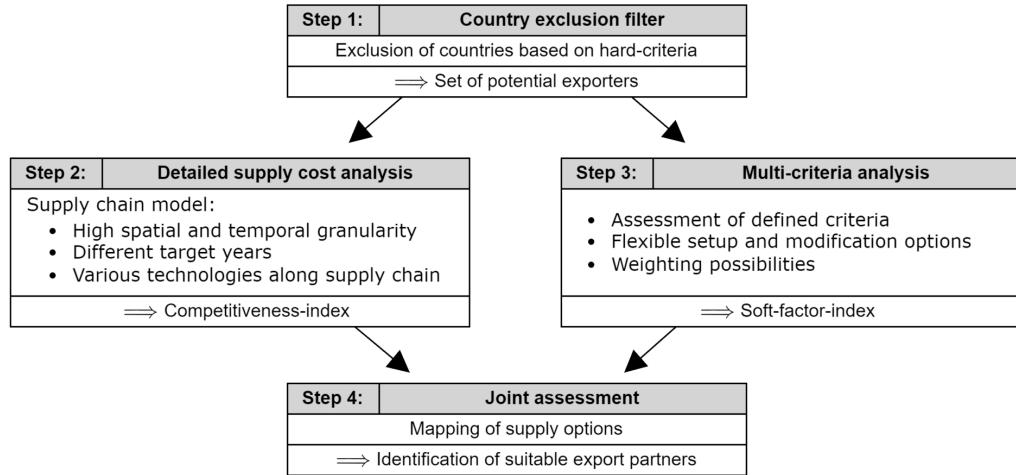 Step 1: Country exclusion filter
Exclusion of countries based on hard-criteria
⟹ Set of potential exporters
Step 2: Detailed supply cost analysis
Supply chain model:
• High spatial and temporal granularity
• Different target years
• Various technologies along supply chain
⟹ Competitiveness-index
Step 3: Multi-criteria analysis
• Assessment of defined criteria
• Flexible setup and modification options
• Weighting possibilities
⟹ Soft-factor-index
Step 4: Joint assessment
Mapping of supply options
⟹ Identification of suitable export partners